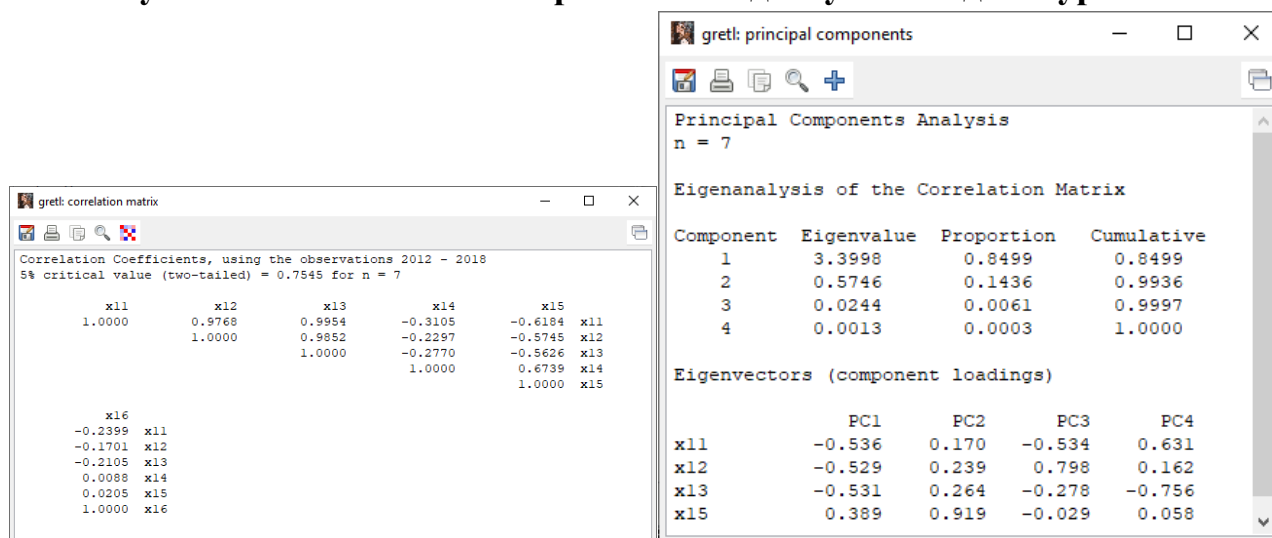 gretl: correlation matrix
Correlation Coefficients, using the observations 2012 - 2018
5% critical value (two-tailed) = 0.7545 for n = 7
x11 x12 x13 x14 x15
1.0000 0.9768 0.9954 -0.3105 -0.6184 x11
1.0000 0.9852 -0.2297 -0.5745 x12
1.0000 -0.2770 -0.5626 x13
1.0000 0.6739 x14
1.0000 x15
x16
-0.2399 x11
-0.1701 x12
-0.2105 x13
0.0088 x14
0.0205 x15
1.0000 x16
gretl: principal components
Principal Components Analysis
n = 7
Eigenanalysis of the Correlation Matrix
Component Eigenvalue Proportion Cumulative
1 3.3998 0.8499 0.8499
2 0.5746 0.1436 0.9936
3 0.0244 0.0061 0.9997
4 0.0013 0.0003 1.0000
Eigenvectors (component loadings)
PC1 PC2 PC3 PC4
x11 -0.536 0.170 -0.534 0.631
x12 -0.529 0.239 0.798 0.162
x13 -0.531 0.264 -0.278 -0.756
x15 0.389 0.919 -0.029 0.058